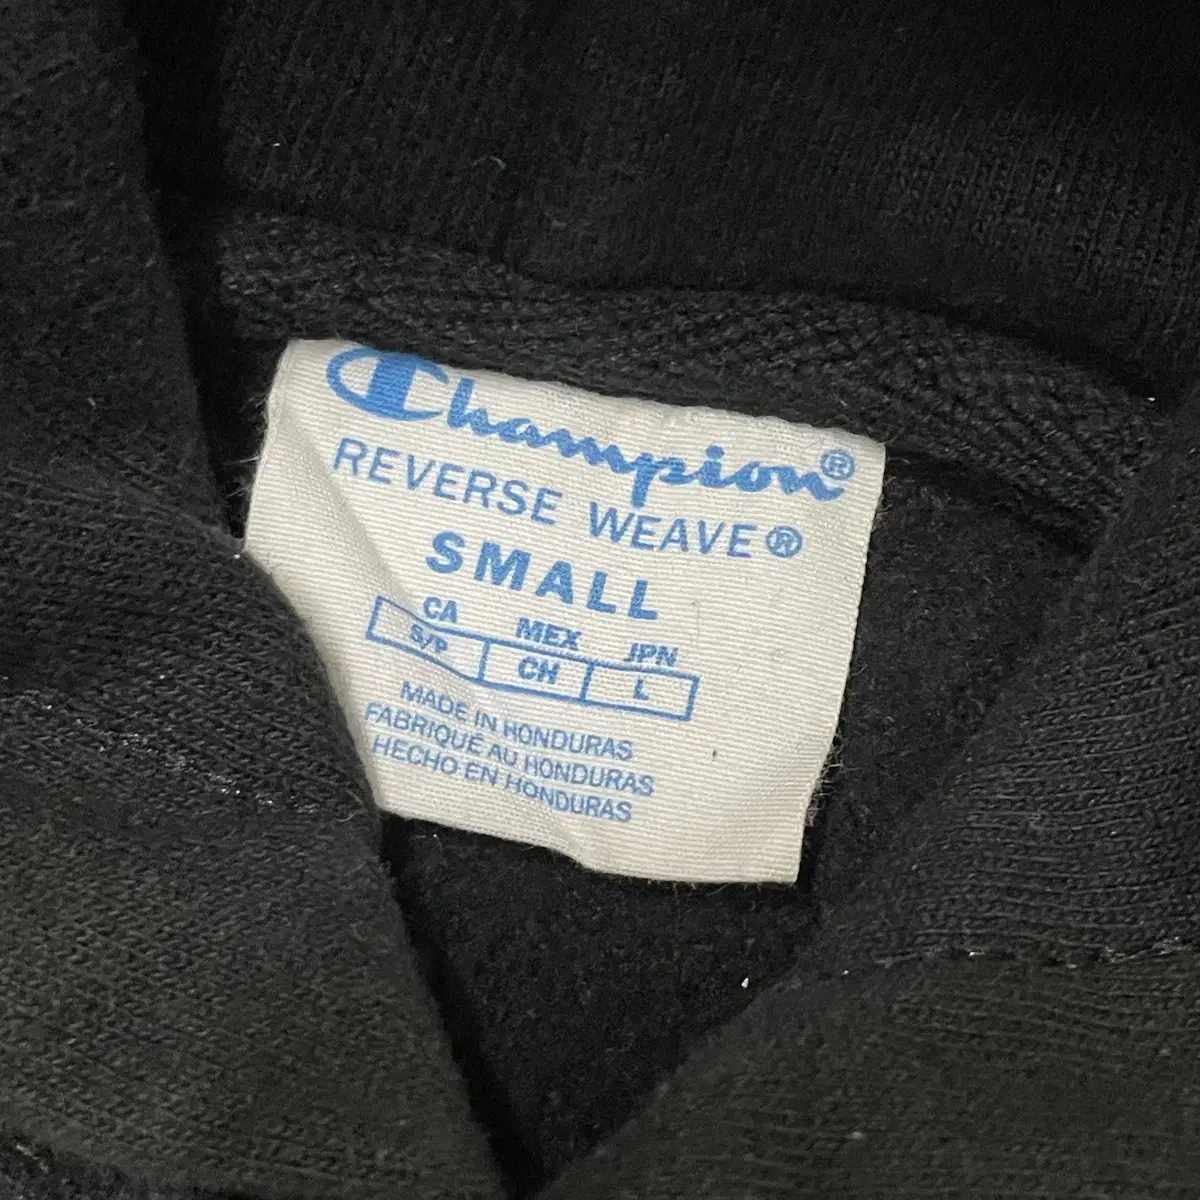 Champion®
REVERSE WEAVE®
SMALL
CA MEX JPN
S/P CH L
MADE IN HONDURAS
FABRIQUÉ AU HONDURAS
HECHO EN HONDURAS